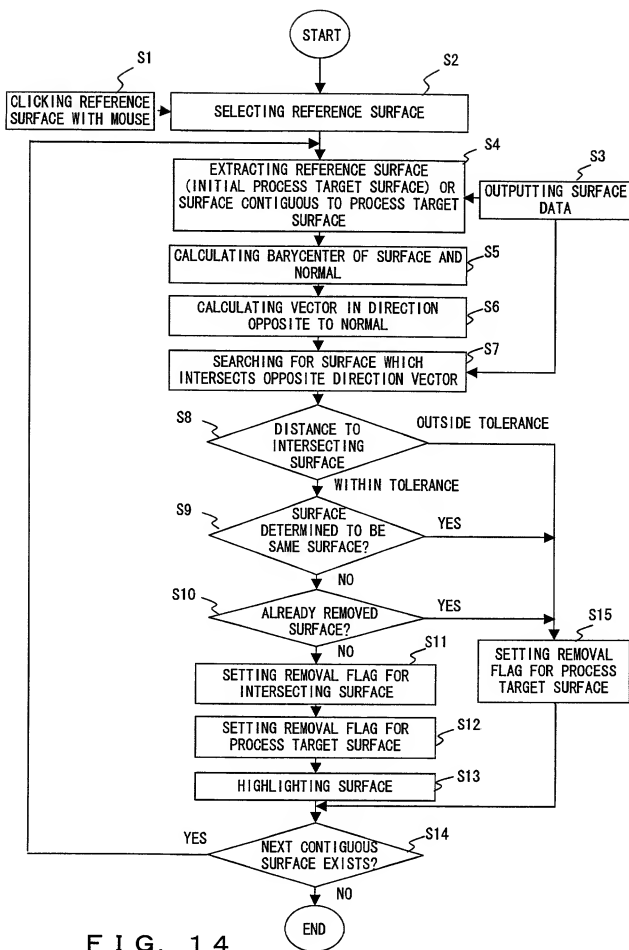 START
S1
S2
CLICKING REFERENCE
SURFACE WITH MOUSE
SELECTING REFERENCE SURFACE
S4
S3
EXTRACTING REFERENCE SURFACE
(INITIAL PROCESS TARGET SURFACE) OR
SURFACE CONTIGUOUS TO PROCESS TARGET
SURFACE
OUTPUTTING SURFACE
DATA
S5
CALCULATING BARYCENTER OF SURFACE AND
NORMAL
S6
CALCULATING VECTOR IN DIRECTION
OPPOSITE TO NORMAL
S7
SEARCHING FOR SURFACE WHICH
INTERSECTS OPPOSITE DIRECTION VECTOR
S8
OUTSIDE TOLERANCE
DISTANCE TO
INTERSECTING
SURFACE
WITHIN TOLERANCE
S9
SURFACE
DETERMINED TO BE
SAME SURFACE?
YES
NO
S10
ALREADY REMOVED
SURFACE?
YES
NO
S15
S11
SETTING REMOVAL FLAG FOR
INTERSECTING SURFACE
SETTING REMOVAL
FLAG FOR PROCESS
TARGET SURFACE
S12
SETTING REMOVAL FLAG FOR
PROCESS TARGET SURFACE
S13
HIGHLIGHTING SURFACE
YES
S14
NEXT CONTIGUOUS
SURFACE EXISTS?
NO
END
FIG. 14